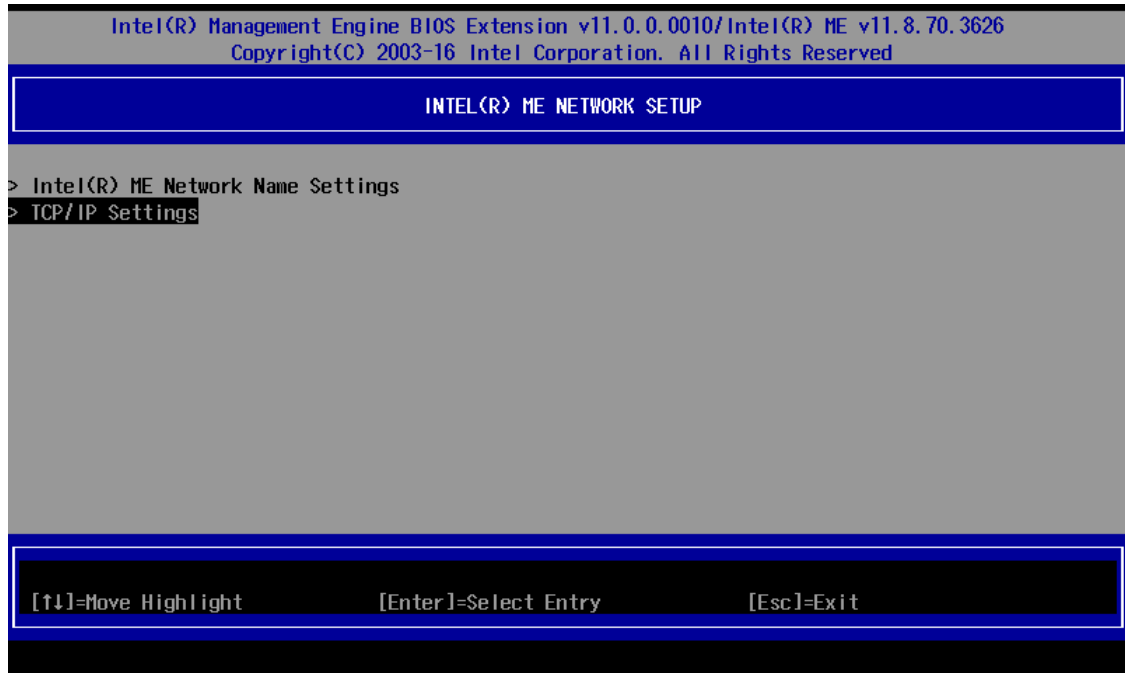 Intel(R) Management Engine BIOS Extension v11.0.0.0010/Intel(R) ME v11.8.70.3626
Copyright(C) 2003-16 Intel Corporation. All Rights Reserved
INTEL(R) ME NETWORK SETUP
> Intel(R) ME Network Name Settings
> TCP/IP Settings
[↑↓]=Move Highlight [Enter]=Select Entry [Esc]=Exit